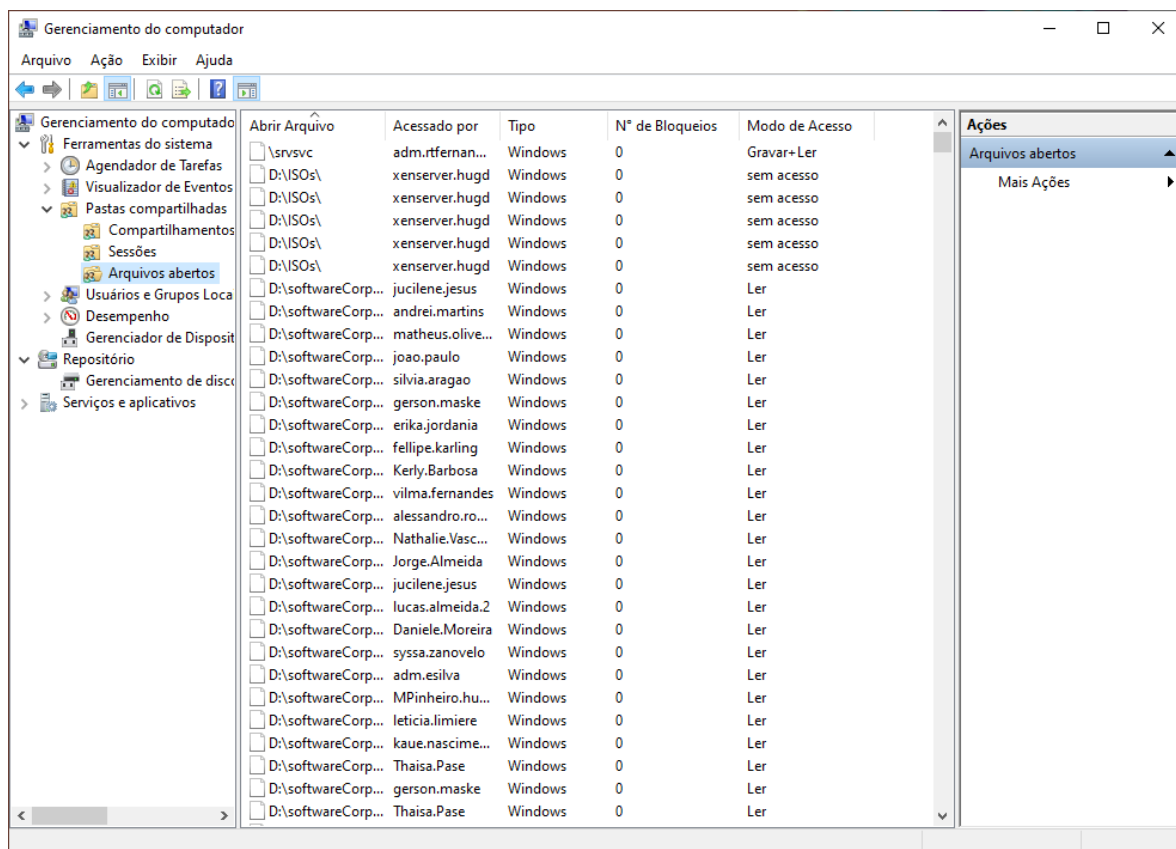 Gerenciamento do computador
Arquivo Ação Exibir Ajuda
Gerenciamento do computado
Ferramentas do sistema
Agendador de Tarefas
Visualizador de Eventos
Pastas compartilhadas
Compartilhamentos
Sessões
Arquivos abertos
Usuários e Grupos Loca
Desempenho
Gerenciador de Disposit
Repositório
Gerenciamento de disco
Serviços e aplicativos
Abrir Arquivo Acessado por Tipo N° de Bloqueios Modo de Acesso
\srvsvc adm.rtfernan... Windows 0 Gravar+Ler
D:\ISOs\ xenserver.hugd Windows 0 sem acesso
D:\ISOs\ xenserver.hugd Windows 0 sem acesso
D:\ISOs\ xenserver.hugd Windows 0 sem acesso
D:\ISOs\ xenserver.hugd Windows 0 sem acesso
D:\ISOs\ xenserver.hugd Windows 0 sem acesso
D:\softwareCorp... jucilene.jesus Windows 0 Ler
D:\softwareCorp... andrei.martins Windows 0 Ler
D:\softwareCorp... matheus.olive... Windows 0 Ler
D:\softwareCorp... joao.paulo Windows 0 Ler
D:\softwareCorp... silvia.aragao Windows 0 Ler
D:\softwareCorp... gerson.maske Windows 0 Ler
D:\softwareCorp... erika.jordania Windows 0 Ler
D:\softwareCorp... fellipe.karling Windows 0 Ler
D:\softwareCorp... Kerly.Barbosa Windows 0 Ler
D:\softwareCorp... vilma.fernandes Windows 0 Ler
D:\softwareCorp... alessandro.ro... Windows 0 Ler
D:\softwareCorp... Nathalie.Vasc... Windows 0 Ler
D:\softwareCorp... Jorge.Almeida Windows 0 Ler
D:\softwareCorp... jucilene.jesus Windows 0 Ler
D:\softwareCorp... lucas.almeida.2 Windows 0 Ler
D:\softwareCorp... Daniele.Moreira Windows 0 Ler
D:\softwareCorp... syssa.zanovelo Windows 0 Ler
D:\softwareCorp... adm.esilva Windows 0 Ler
D:\softwareCorp... MPinheiro.hu... Windows 0 Ler
D:\softwareCorp... leticia.limiere Windows 0 Ler
D:\softwareCorp... kaue.nascime... Windows 0 Ler
D:\softwareCorp... Thaisa.Pase Windows 0 Ler
D:\softwareCorp... gerson.maske Windows 0 Ler
D:\softwareCorp... Thaisa.Pase Windows 0 Ler
Ações
Arquivos abertos
Mais Ações